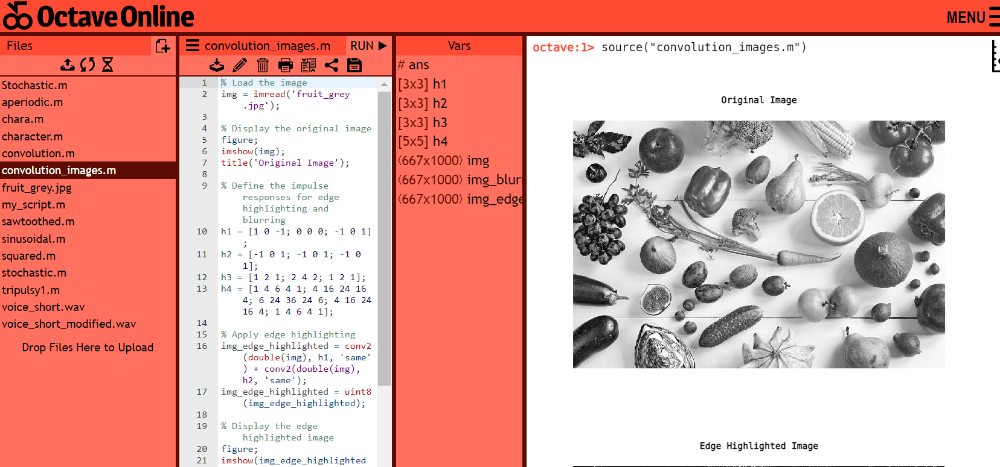 Octave Online
MENU
Files
Stochastic.m
aperiodic.m
chara.m
character.m
convolution.m
convolution_images.m
fruit_grey.jpg
my_script.m
sawtoothed.m
sinusoidal.m
squared.m
stochastic.m
tripulsy1.m
voice_short.wav
voice_short_modified.wav
Drop Files Here to Upload
convolution_images.m
RUN
1 % Load the image
2 img = imread('fruit_grey
.jpg');
3
4 % Display the original image
5 figure;
6 imshow(img);
7 title('Original Image');
8
9 % Define the impulse
responses for edge
highlighting and
blurring
10 h1 = [1 0 -1; 0 0 0; -1 0 1]
;
11 h2 = [-1 0 1; -1 0 1; -1 0
1];
12 h3 = [1 2 1; 2 4 2; 1 2 1];
13 h4 = [1 4 6 4 1; 4 16 24 16
4; 6 24 36 24 6; 4 16 24
16 4; 1 4 6 4 1];
14
15 % Apply edge highlighting
16 img_edge_highlighted = conv2
(double(img), h1, 'same'
) + conv2(double(img),
h2, 'same');
17 img_edge_highlighted = uint8
(img_edge_highlighted);
18
19 % Display the edge
highlighted image
20 figure;
21 imshow(img_edge_highlighted
Vars
# ans
[3x3] h1
[3x3] h2
[3x3] h3
[5x5] h4
⟨667x1000⟩ img
⟨667x1000⟩ img_blurr
⟨667x1000⟩ img_edge
octave:1> source("convolution_images.m")
Original Image
Edge Highlighted Image